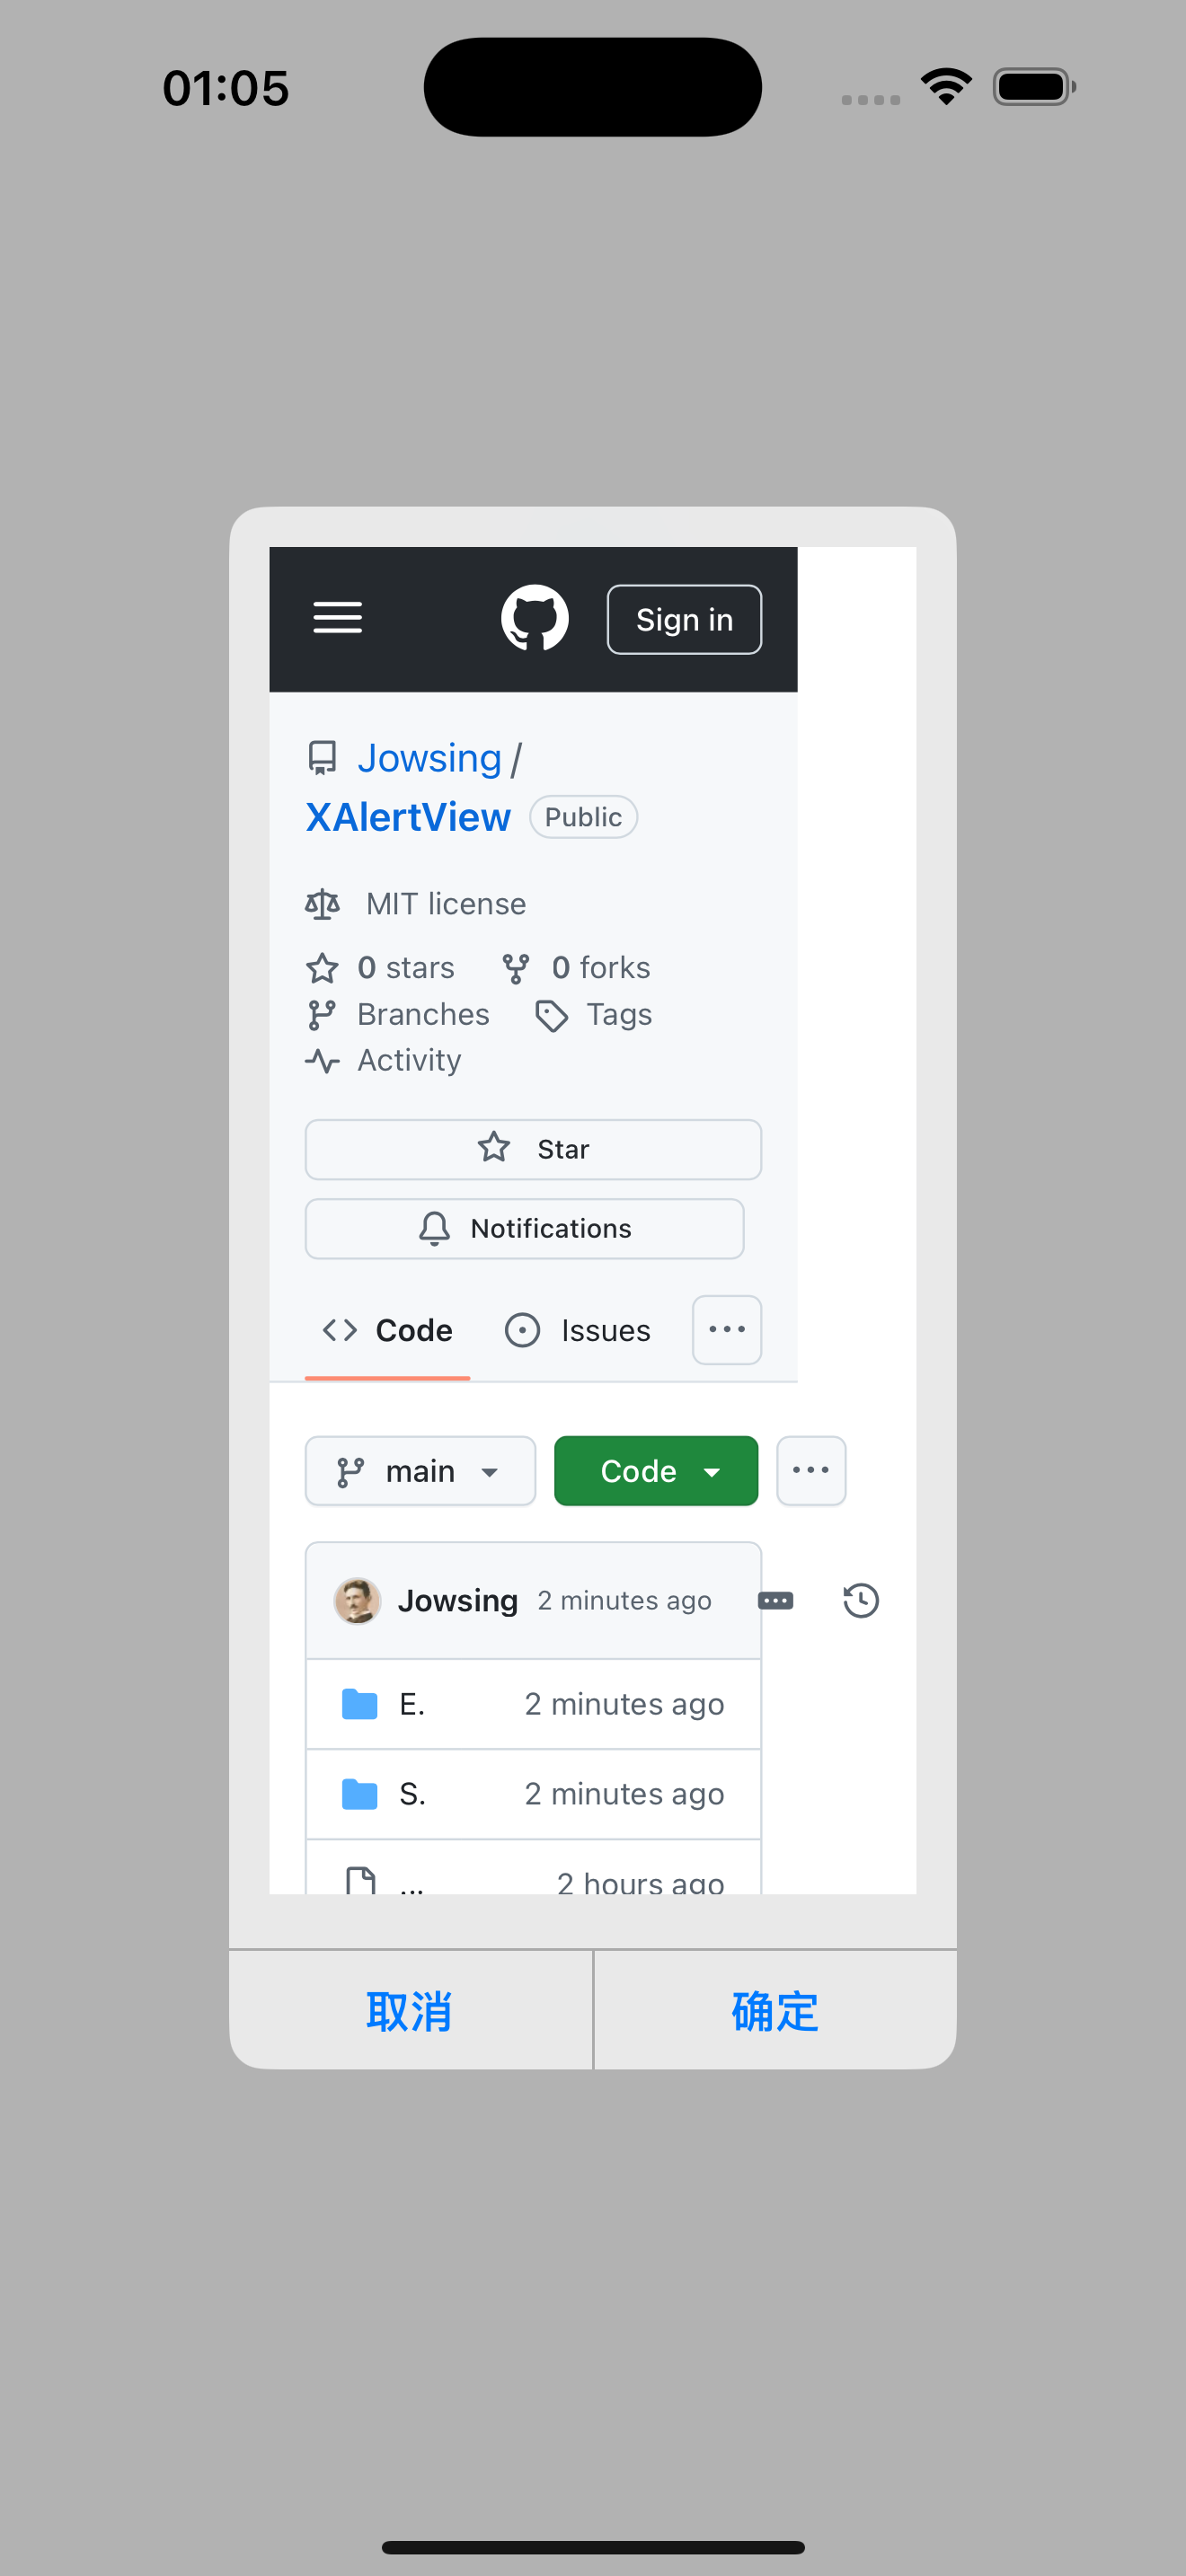 01:05
Sign in
Jowsing /
XAlertView Public
MIT license
0 stars 0 forks
Branches Tags
Activity
Star
Notifications
Code Issues
main Code
Jowsing 2 minutes ago
E. 2 minutes ago
S. 2 minutes ago
... 2 hours ago
取消 确定